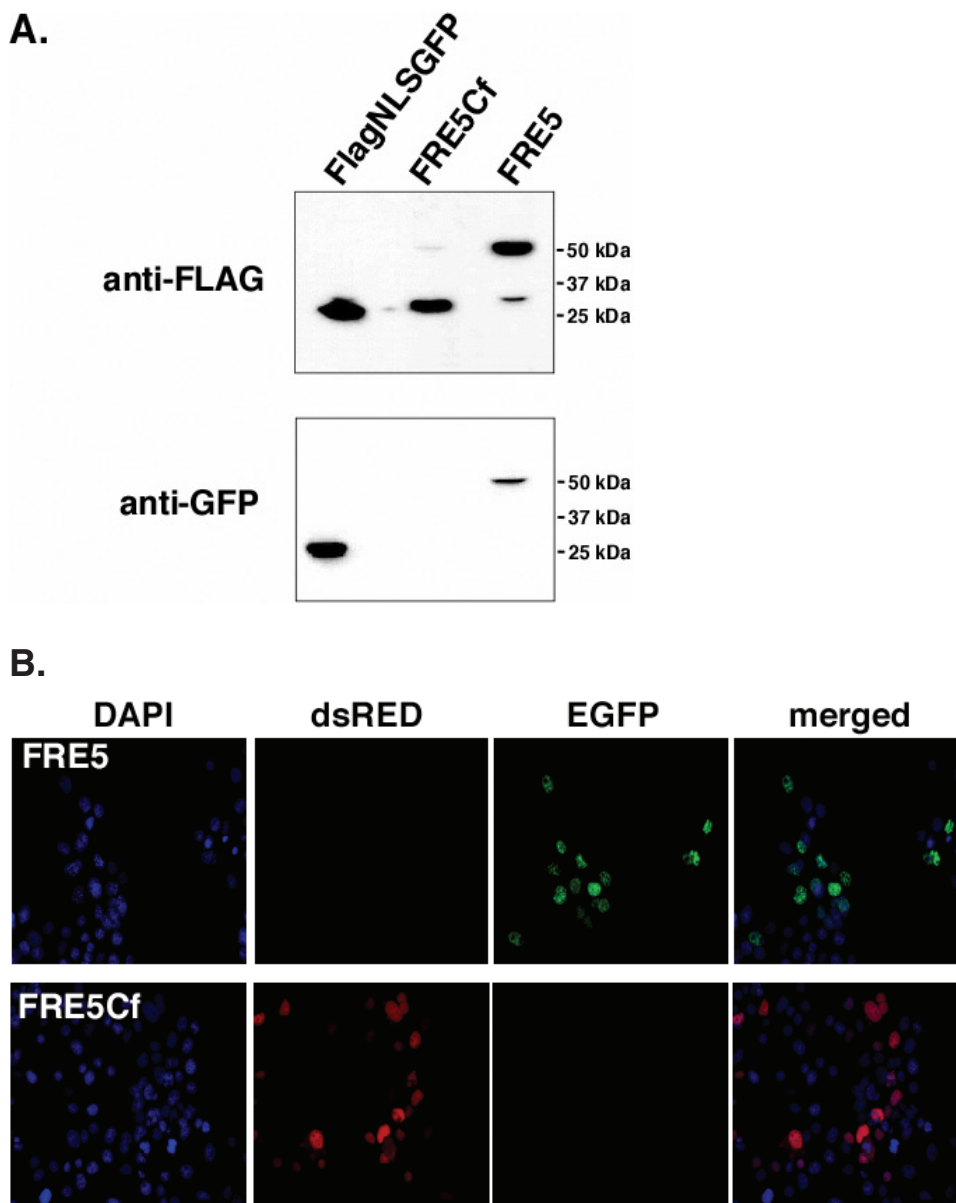 A.
FlagNLSGFP
FRE5Cf
FRE5
anti-FLAG
-50 kDa
-37 kDa
-25 kDa
anti-GFP
-50 kDa
-37 kDa
-25 kDa
B.
DAPI
dsRED
EGFP
merged
FRE5
FRE5Cf